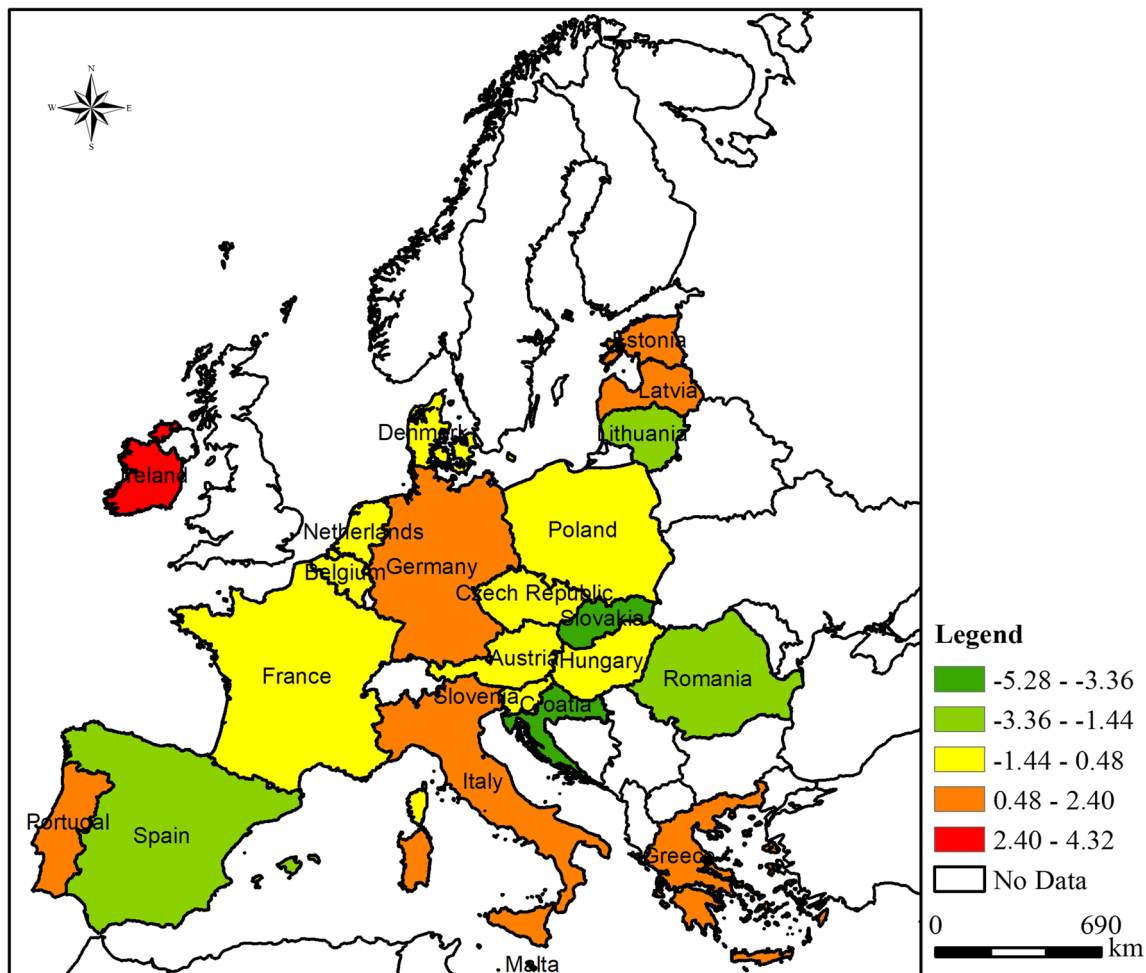 N
W E
S
Estonia
Latvia
Lithuania
Denmark
Ireland
Netherlands
Poland
Germany
Belgium
Czech Republic
Slovakia
Austria
Hungary
France
Romania
Slovenia
Croatia
Italy
Portugal
Spain
Greece
Malta
Legend
-5.28 - -3.36
-3.36 - -1.44
-1.44 - 0.48
0.48 - 2.40
2.40 - 4.32
No Data
0 690
km